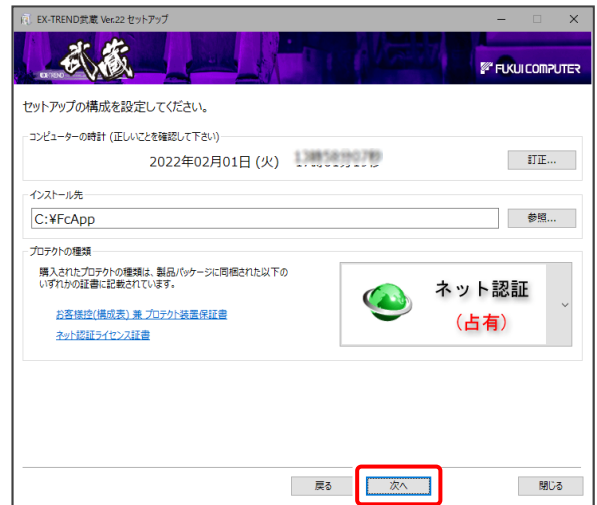 EX-TREND武蔵 Ver.22 セットアップ
EX-TREND 武蔵
FUKUI COMPUTER
セットアップの構成を設定してください。
コンピューターの時計 (正しいことを確認して下さい)
2022年02月01日 (火)
訂正...
インストール先
C:¥FcApp
参照...
プロテクトの種類
購入されたプロテクトの種類は、製品パッケージに同梱された以下の
いずれかの証書に記載されています。
お客様控(構成表) 兼 プロテクト装置保証書
ネット認証ライセンス証書
ネット認証
(占有)
戻る
次へ
閉じる